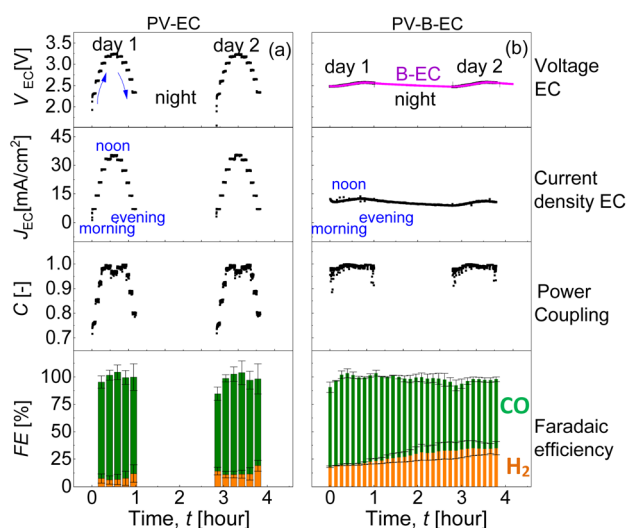 PV-EC
PV-B-EC
V EC[V]
3.5
3.0
2.5
2.0
day 1
day 2
(a)
night
day 1
B-EC
day 2
(b)
night
Voltage
EC
JEC[mA/cm²]
45
30
15
0
noon
evening
morning
noon
evening
morning
Current
density EC
C [-]
1.0
0.9
0.8
0.7
Power
Coupling
FE [%]
100
75
50
25
0
CO
H₂
Faradaic
efficiency
0 1 2 3 4
0 1 2 3 4
Time, t [hour]
Time, t [hour]